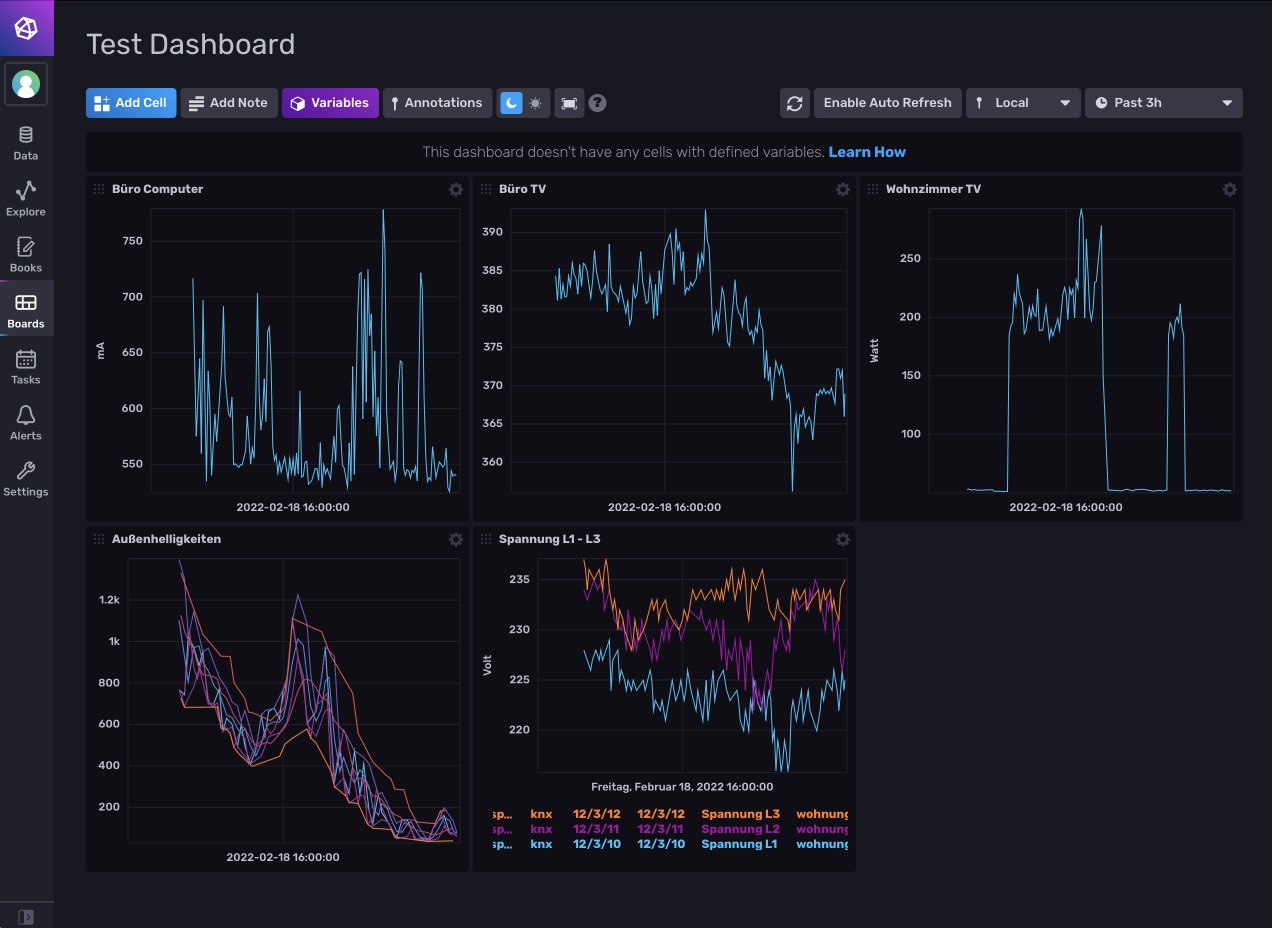 Test Dashboard
Add Cell
Add Note
Variables
Annotations
?
Enable Auto Refresh
Local
Past 3h
Data
Explore
Books
Boards
Tasks
Alerts
Settings
This dashboard doesn't have any cells with defined variables. Learn How
Büro Computer
mA
750
700
650
600
550
2022-02-18 16:00:00
Büro TV
390
385
380
375
370
365
360
2022-02-18 16:00:00
Wohnzimmer TV
Watt
250
200
150
100
2022-02-18 16:00:00
Außenhelligkeiten
1.2k
1k
800
600
400
200
2022-02-18 16:00:00
Spannung L1 - L3
Volt
235
230
225
220
Freitag, Februar 18, 2022 16:00:00
sp... knx 12/3/12 12/3/12 Spannung L3 wohnung
sp... knx 12/3/11 12/3/11 Spannung L2 wohnung
sp... knx 12/3/10 12/3/10 Spannung L1 wohnung